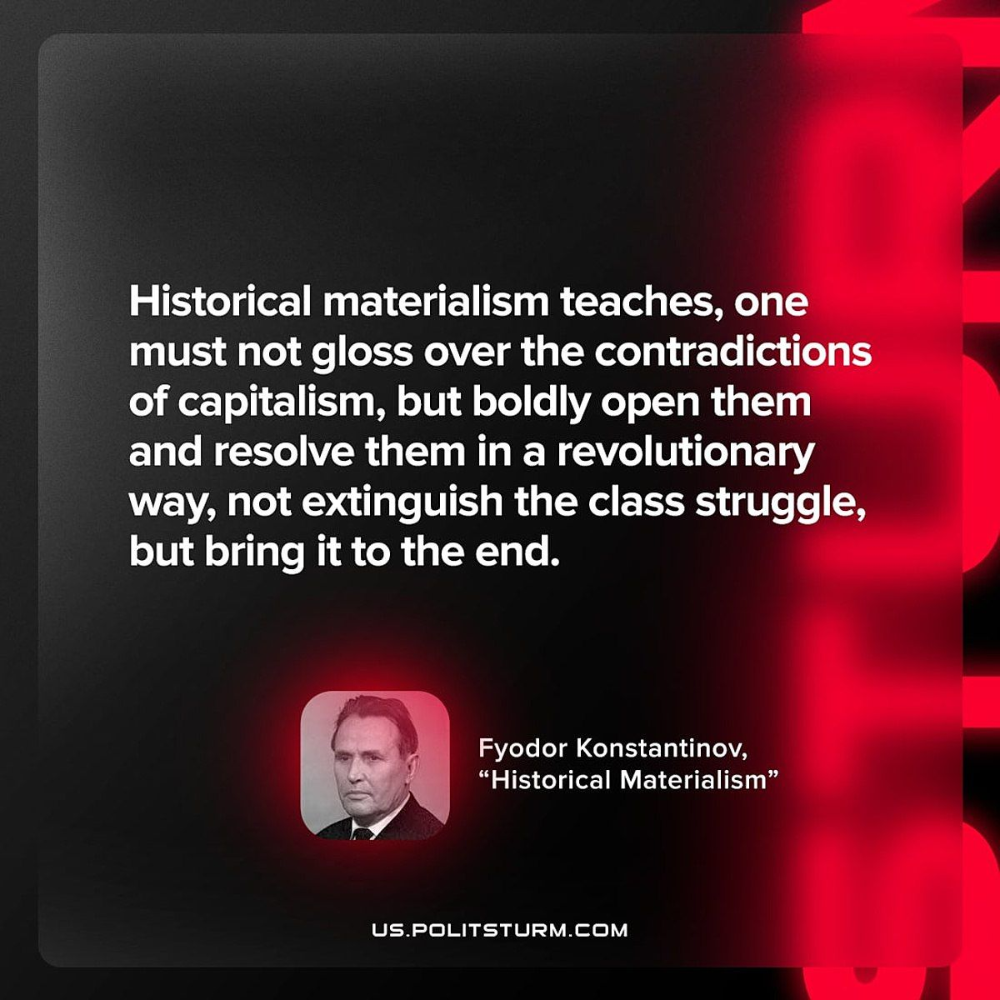 Historical materialism teaches, one
must not gloss over the contradictions
of capitalism, but boldly open them
and resolve them in a revolutionary
way, not extinguish the class struggle,
but bring it to the end.
Fyodor Konstantinov,
“Historical Materialism”
US.POLITSTURM.COM